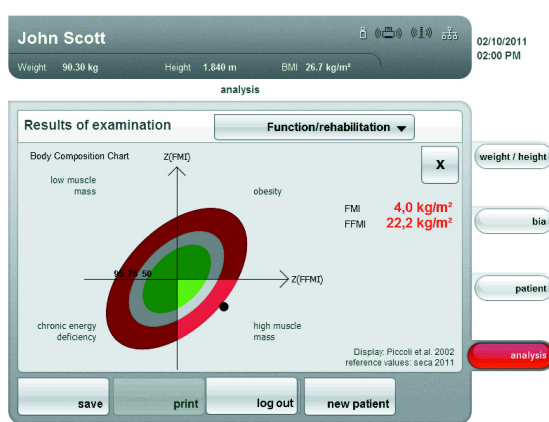 John Scott
02/10/2011
02:00 PM
Weight 90.30 kg Height 1.840 m BMI 26.7 kg/m²
analysis
Results of examination
Function/rehabilitation
Body Composition Chart
Z(FMI)
X
weight / height
low muscle
mass
obesity
FMI 4,0 kg/m²
FFMI 22,2 kg/m²
bia
95 75 50
Z(FFMI)
patient
chronic energy
deficiency
high muscle
mass
Display: Piccoli et al. 2002
reference values: seca 2011
analysis
save
print
log out
new patient